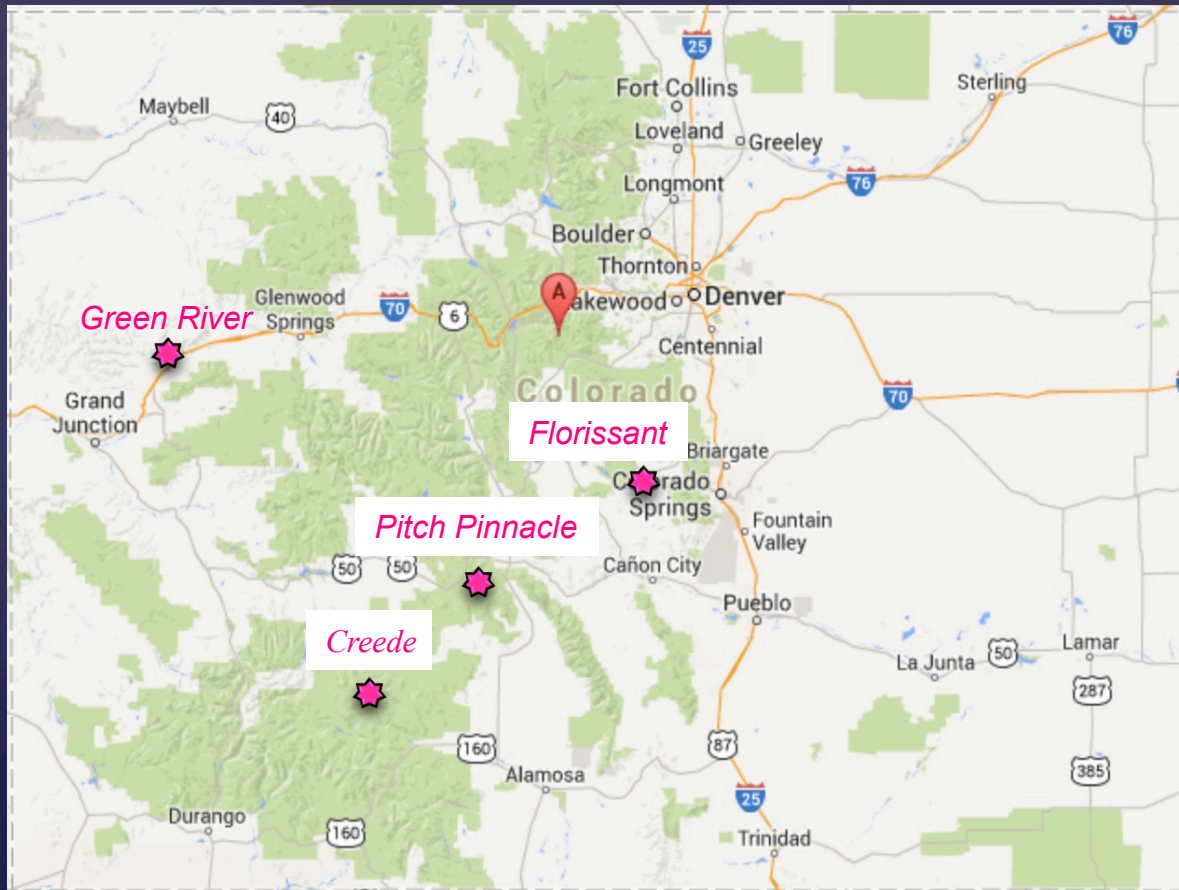 76
25
Fort Collins
Sterling
Maybell
40
Loveland
Greeley
Longmont
76
Boulder
Thornton
A
akewood
Denver
Glenwood
Springs
70
6
Green River
Centennial
Colorado
70
Grand
Junction
Florissant
Briargate
C rado
Springs
Pitch Pinnacle
Fountain
Valley
50
50
Cañon City
Pueblo
Creede
Lamar
50
La Junta
287
160
87
385
Alamosa
25
Durango
160
Trinidad